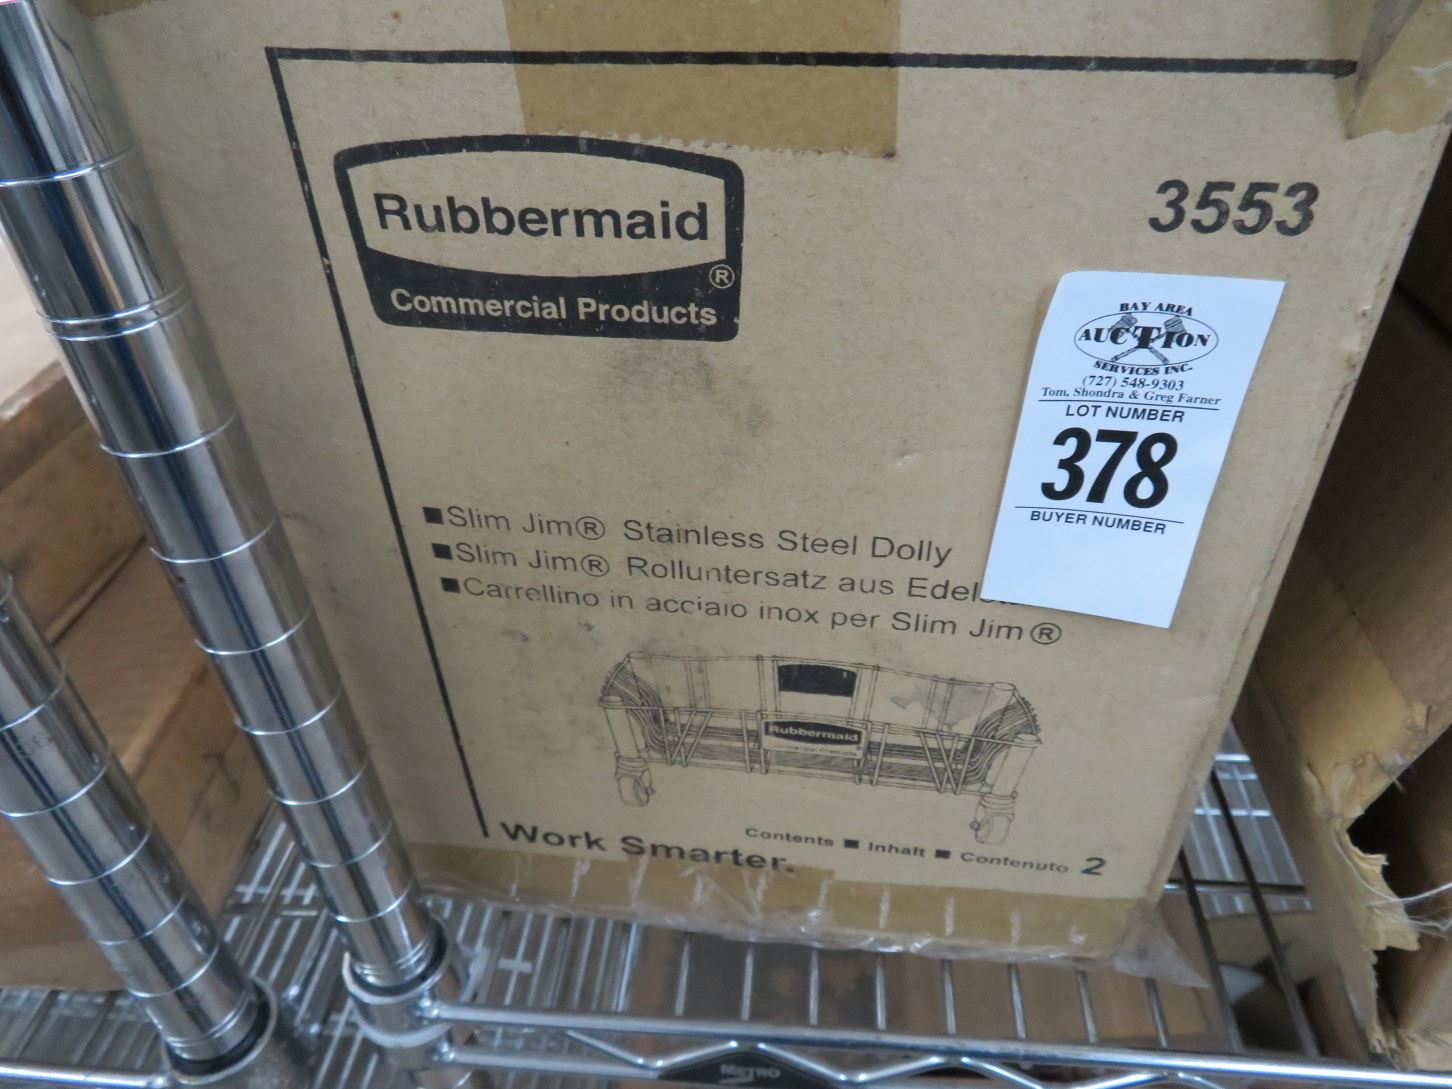 Rubbermaid
®
Commercial Products
3553
BAY AREA
AUCTION
SERVICES INC.
(727) 548-9303
Tom, Shondra & Greg Farner
LOT NUMBER
378
BUYER NUMBER
■Slim Jim® Stainless Steel Dolly
■Slim Jim® Rolluntersatz aus Edel
■Carrellino in acciaio inox per Slim Jim®
Rubbermaid
Work Smarter.
Contents ■ Inhalt ■ Contenuto 2
METRO